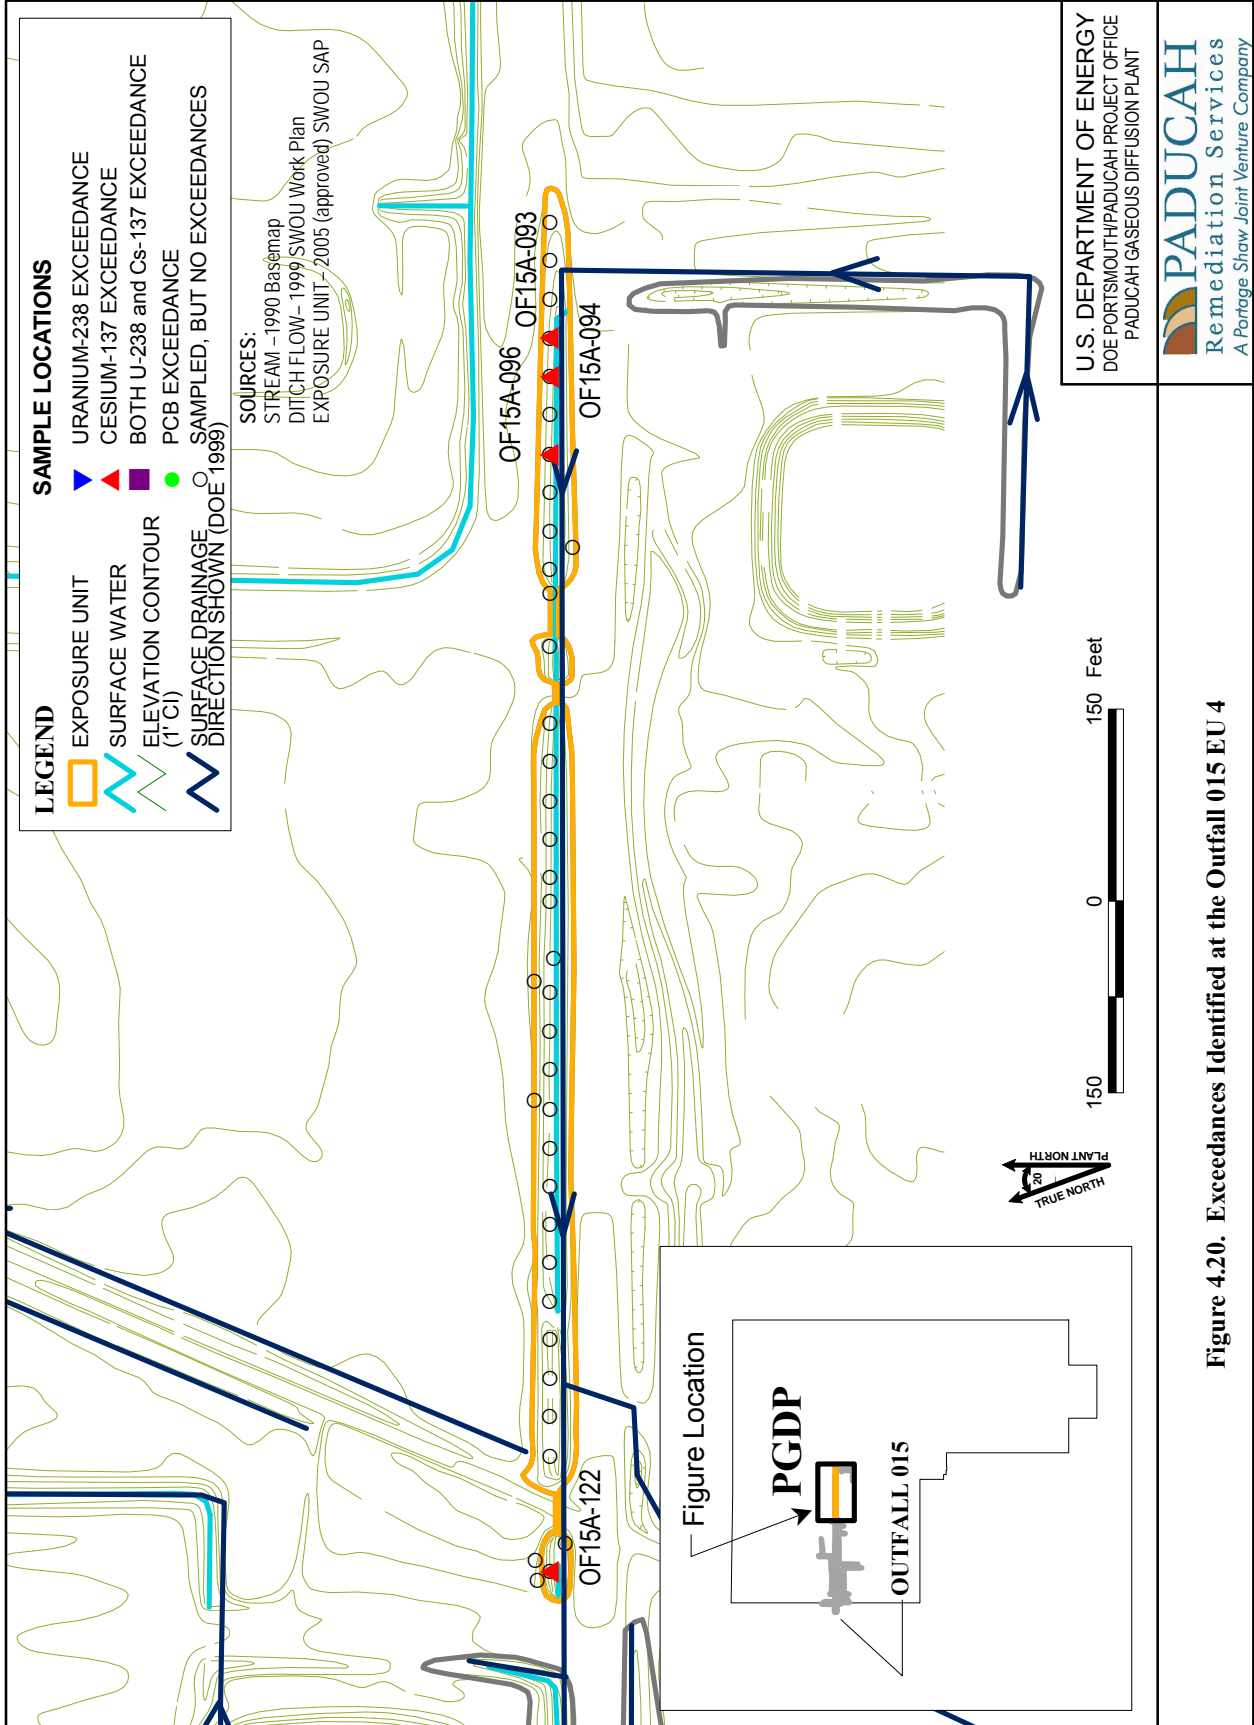 LEGEND
EXPOSURE UNIT
SURFACE WATER
ELEVATION CONTOUR
(1' CI)
SURFACE DRAINAGE
DIRECTION SHOWN (DOE 1999)
SAMPLE LOCATIONS
URANIUM-238 EXCEEDANCE
CESIUM-137 EXCEEDANCE
BOTH U-238 and Cs-137 EXCEEDANCE
PCB EXCEEDANCE
SAMPLED, BUT NO EXCEEDANCES
SOURCES:
STREAM – 1990 Basemap
DITCH FLOW – 1999 SWOU Work Plan
EXPOSURE UNIT – 2005 (approved) SWOU SAP
OF15A-096
OF15A-093
OF15A-122
OF15A-094
Figure Location
PGDP
OUTFALL 015
PLANT NORTH
20
TRUE NORTH
150
0
150
Feet
U.S. DEPARTMENT OF ENERGY
DOE PORTSMOUTH/PADUCAH PROJECT OFFICE
PADUCAH GASEOUS DIFFUSION PLANT
PADUCAH
Remediation Services
A Portage Shaw Joint Venture Company
Figure 4.20. Exceedances Identified at the Outfall 015 EU 4